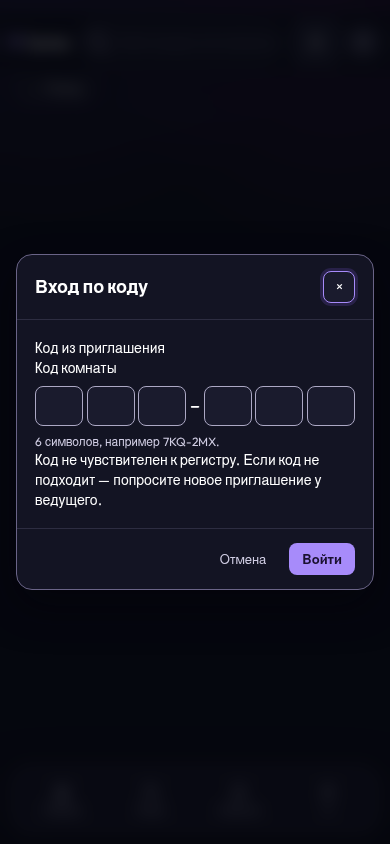 Вход по коду
×
Код из приглашения
Код комнаты
–
6 символов, например 7KQ-2MX.
Код не чувствителен к регистру. Если код не
подходит — попросите новое приглашение у
ведущего.
Отмена
Войти